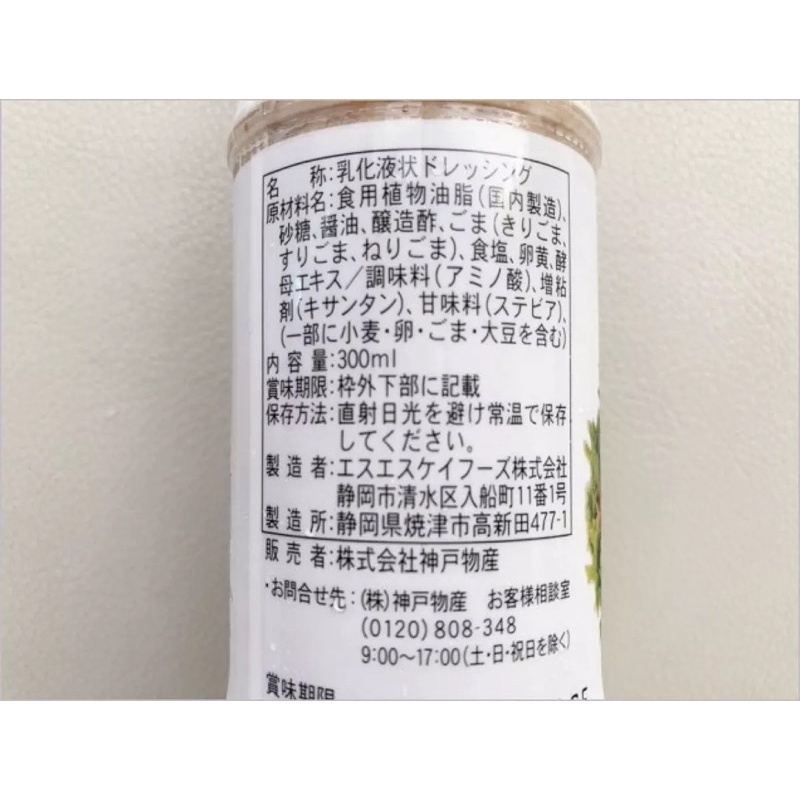 名 称:乳化液状ドレッシング
原材料名:食用植物油脂(国内製造)、
砂糖、醤油、醸造酢、ごま(きりごま、
すりごま、ねりごま)、食塩、卵黄、酵
母エキス/調味料(アミノ酸)、増粘
剤(キサンタン)、甘味料(ステビア)、
(一部に小麦・卵・ごま・大豆を含む)
内容量:300ml
賞味期限:枠外下部に記載
保存方法:直射日光を避け常温で保存
してください。
製造者:エスエスケイフーズ株式会社
静岡市清水区入船町11番1号
製造所:静岡県焼津市高新田477-1
販売者:株式会社神戸物産
・お問合せ先:(株)神戸物産 お客様相談室
(0120)808-348
9:00～17:00(土・日・祝日を除く)
賞味期限